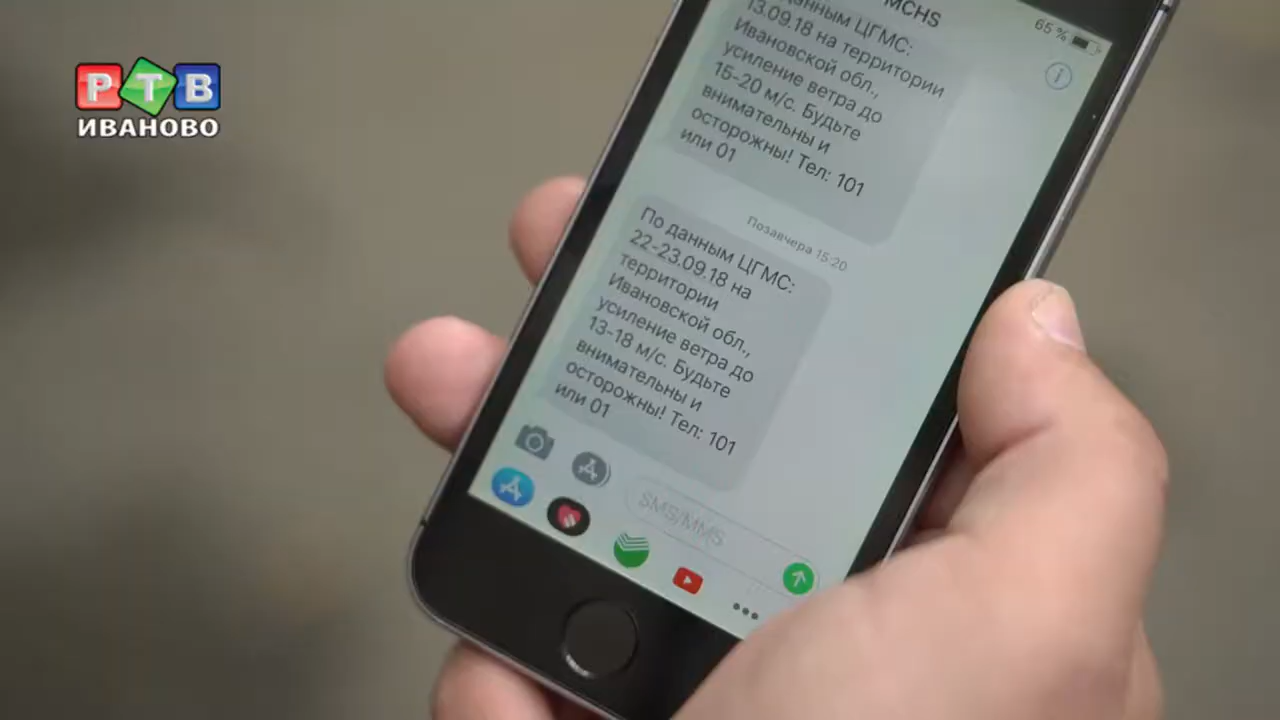 РТВ
ИВАНОВО
MCHS
65 %
данным ЦГМС:
13.09.18 на территории
Ивановской обл.,
усиление ветра до
15-20 м/с. Будьте
внимательны и
осторожны! Тел: 101
или 01
Позавчера 15:20
По данным ЦГМС:
22-23.09.18 на
территории
Ивановской обл.,
усиление ветра до
13-18 м/с. Будьте
внимательны и
осторожны! Тел: 101
или 01
SMS/MMS